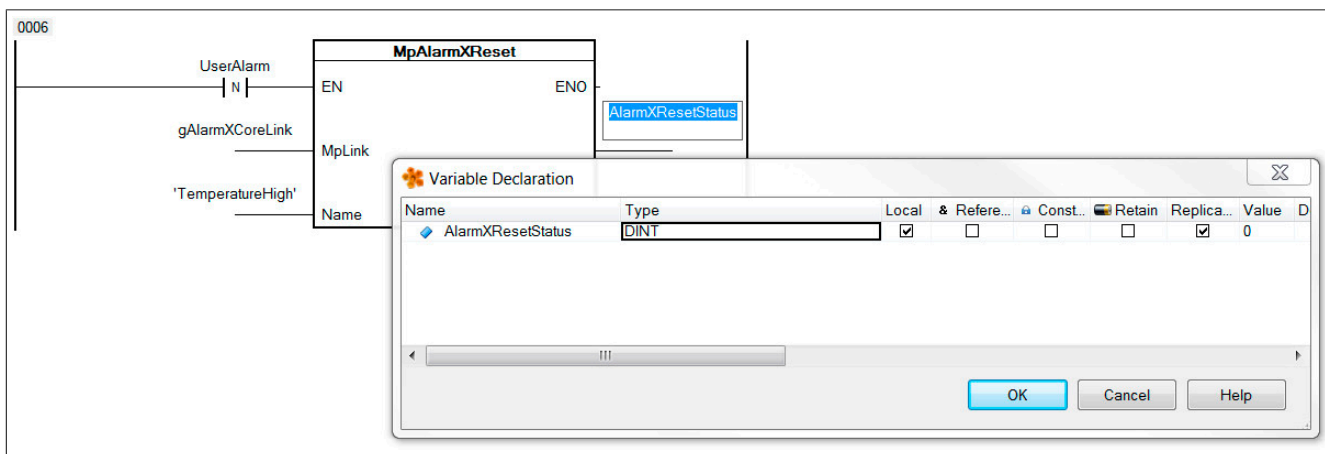 0006
MpAlarmXReset
UserAlarm
N
EN
ENO
AlarmXResetStatus
gAlarmXCoreLink
MpLink
'TemperatureHigh'
Name
Variable Declaration
Name Type Local & Refere... Const... Retain Replica... Value D
AlarmXResetStatus DINT 0
OK Cancel Help